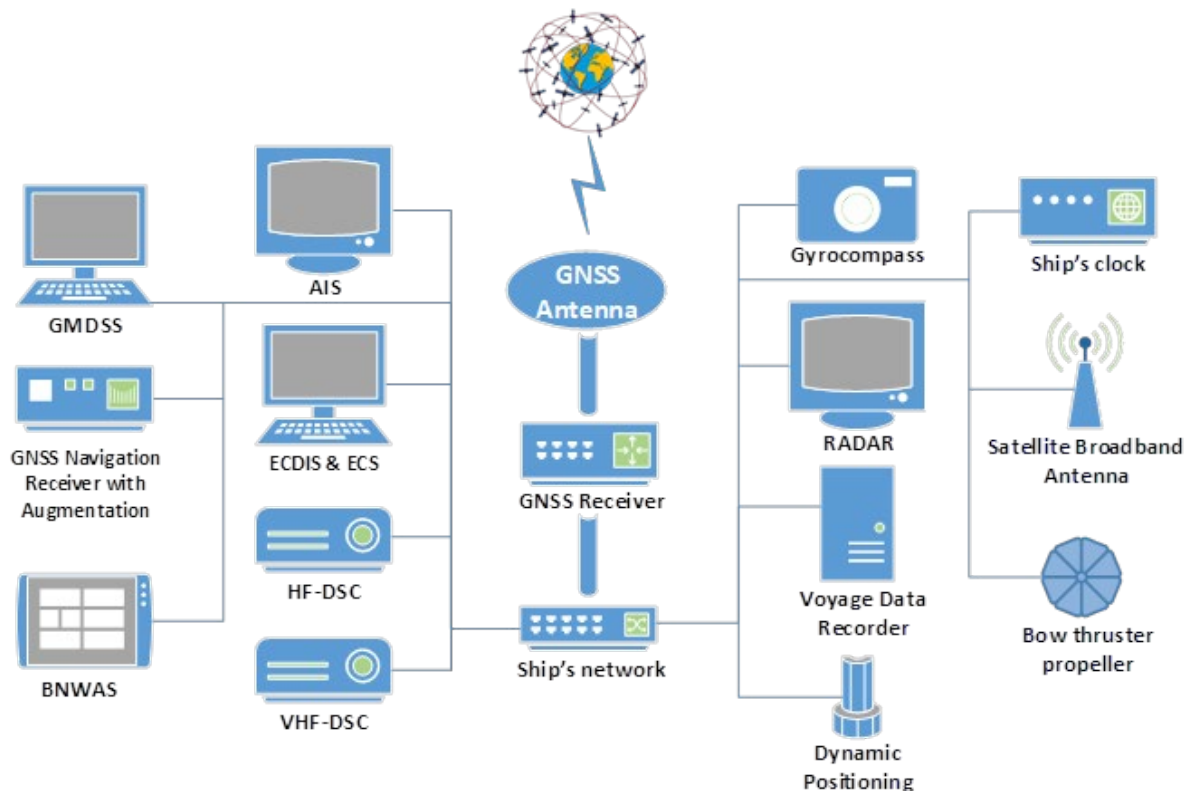 GNSS
Antenna
GNSS Receiver
Ship's network
AIS
GMDSS
ECDIS & ECS
GNSS Navigation
Receiver with
Augmentation
HF-DSC
BNWAS
VHF-DSC
Gyrocompass
Ship's clock
RADAR
Satellite Broadband
Antenna
Voyage Data
Recorder
Bow thruster
propeller
Dynamic
Positioning